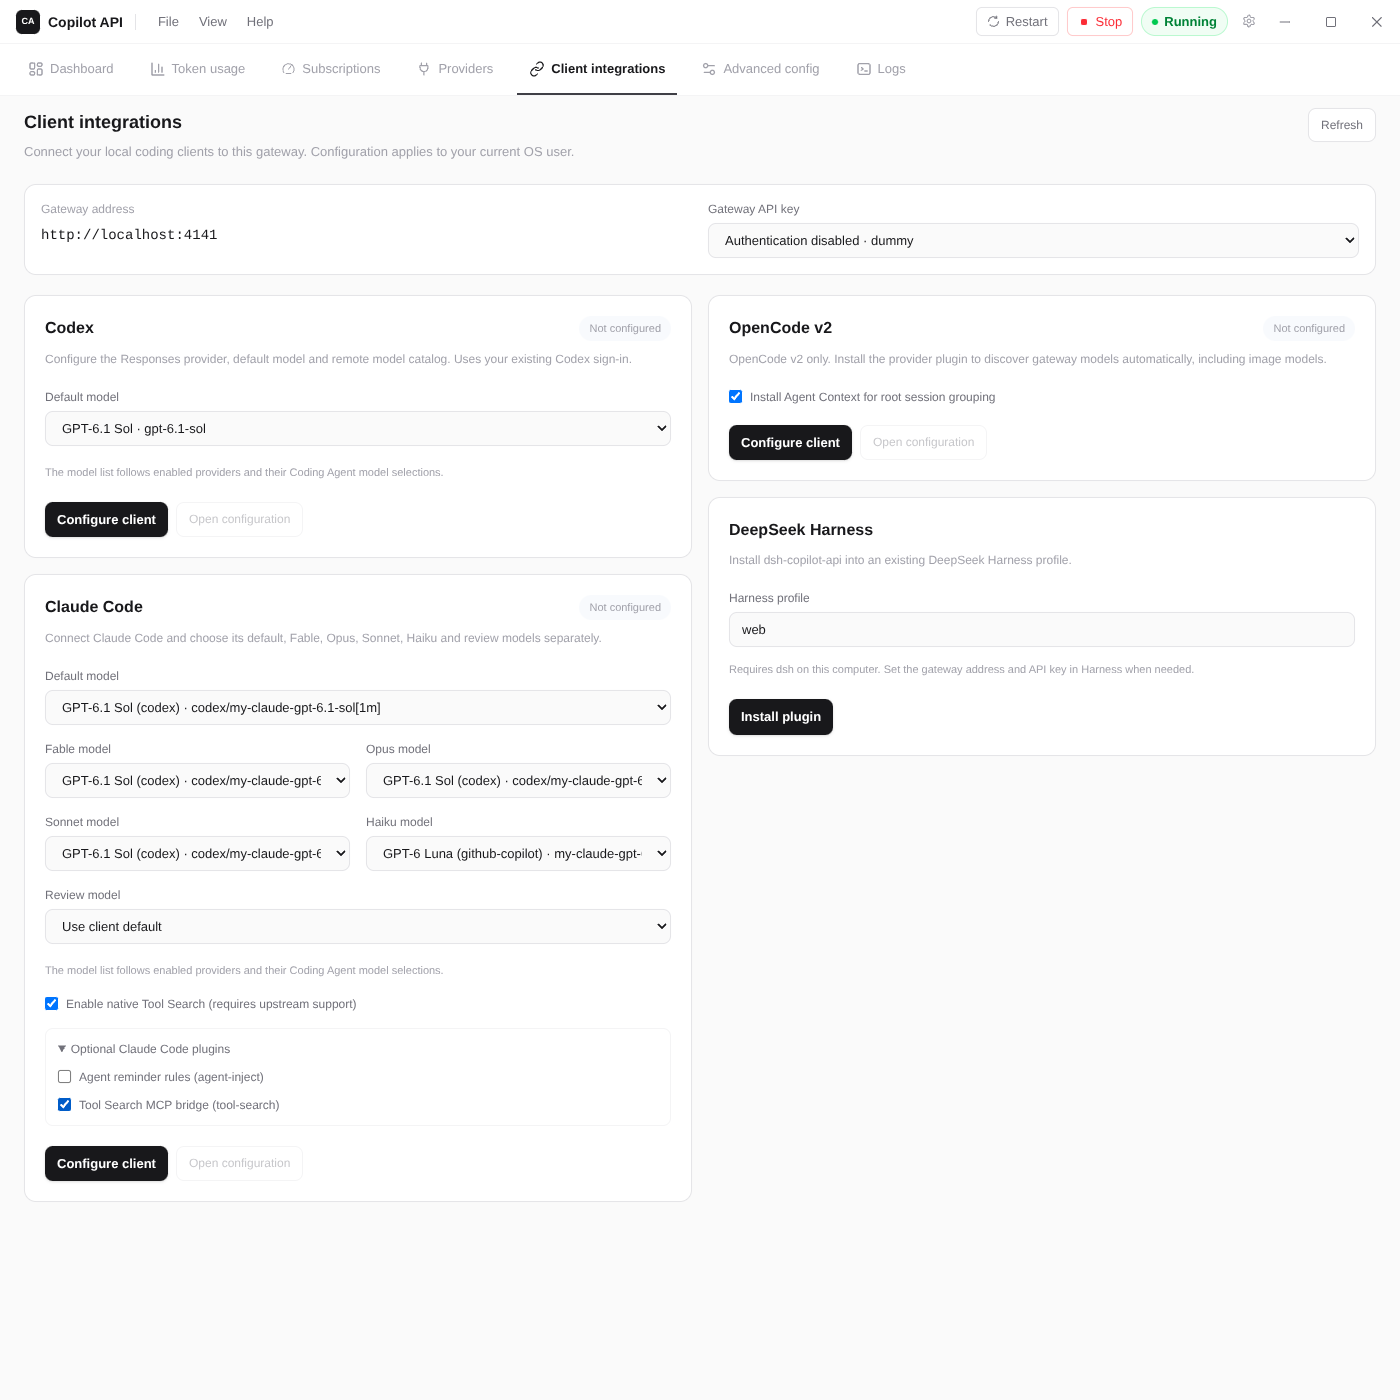 CA Copilot API File View Help Restart Stop Running
Dashboard Token usage Subscriptions Providers Client integrations Advanced config Logs
Client integrations
Refresh
Connect your local coding clients to this gateway. Configuration applies to your current OS user.
Gateway address
http://localhost:4141
Gateway API key
Authentication disabled · dummy
Codex
Not configured
Configure the Responses provider, default model and remote model catalog. Uses your existing Codex sign-in.
Default model
GPT-6.1 Sol · gpt-6.1-sol
The model list follows enabled providers and their Coding Agent model selections.
Configure client Open configuration
Claude Code
Not configured
Connect Claude Code and choose its default, Fable, Opus, Sonnet, Haiku and review models separately.
Default model
GPT-6.1 Sol (codex) · codex/my-claude-gpt-6.1-sol[1m]
Fable model
GPT-6.1 Sol (codex) · codex/my-claude-gpt-6
Opus model
GPT-6.1 Sol (codex) · codex/my-claude-gpt-6
Sonnet model
GPT-6.1 Sol (codex) · codex/my-claude-gpt-6
Haiku model
GPT-6 Luna (github-copilot) · my-claude-gpt-
Review model
Use client default
The model list follows enabled providers and their Coding Agent model selections.
Enable native Tool Search (requires upstream support)
Optional Claude Code plugins
Agent reminder rules (agent-inject)
Tool Search MCP bridge (tool-search)
Configure client Open configuration
OpenCode v2
Not configured
OpenCode v2 only. Install the provider plugin to discover gateway models automatically, including image models.
Install Agent Context for root session grouping
Configure client Open configuration
DeepSeek Harness
Install dsh-copilot-api into an existing DeepSeek Harness profile.
Harness profile
web
Requires dsh on this computer. Set the gateway address and API key in Harness when needed.
Install plugin